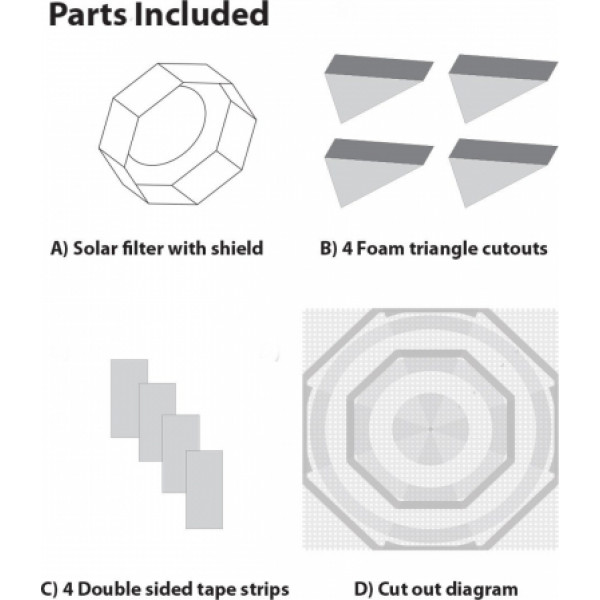 Parts Included
A) Solar filter with shield
B) 4 Foam triangle cutouts
C) 4 Double sided tape strips
D) Cut out diagram